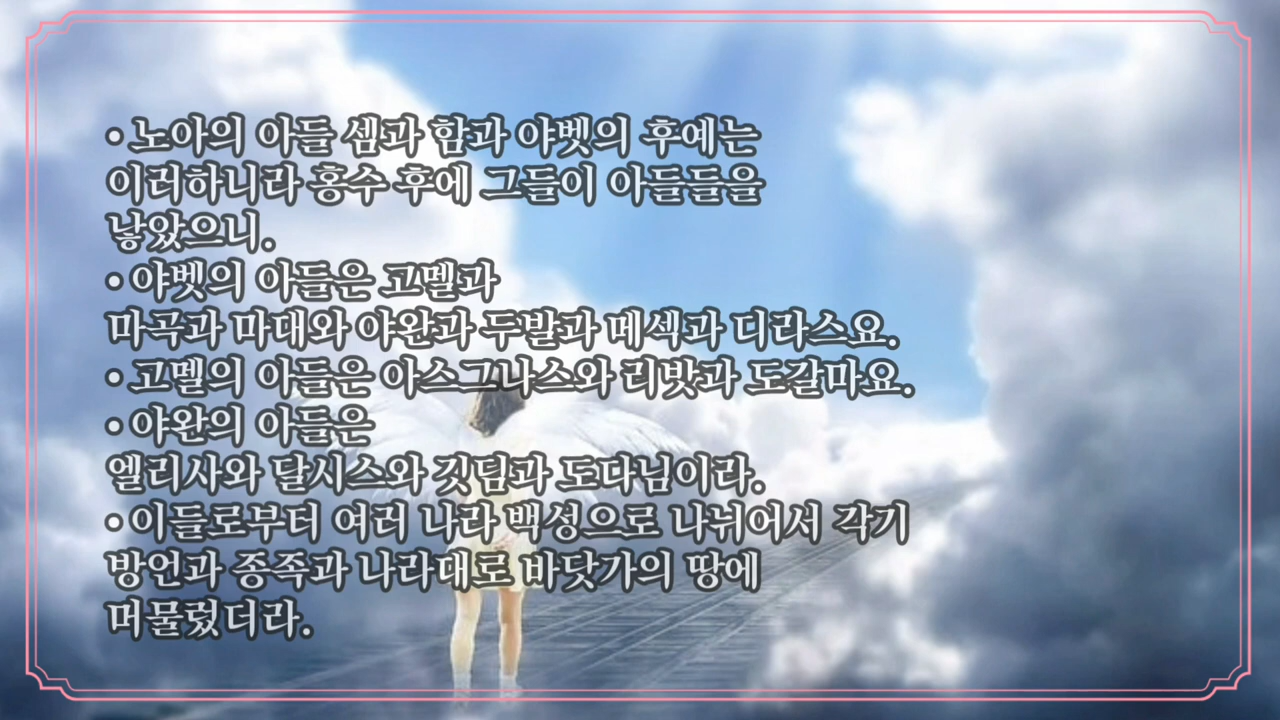 • 노아의 아들 셈과 함과 야벳의 후예는
이러하니라 홍수 후에 그들이 아들들을
낳았으니.
• 야벳의 아들은 고멜과
마곡과 마대와 야완과 두발과 메섹과 디라스요.
• 고멜의 아들은 아스그나스와 리밧과 도갈마요.
• 야완의 아들은
엘리사와 달시스와 깃딤과 도다님이라.
• 이들로부터 여러 나라 백성으로 나뉘어서 각기
방언과 종족과 나라대로 바닷가의 땅에
머물렀더라.